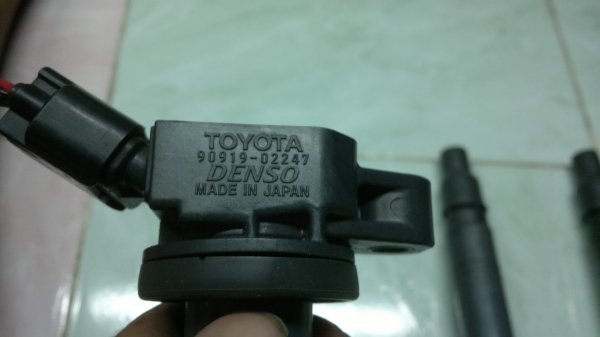 TOYOTA
90919-02247
DENSO
MADE IN JAPAN